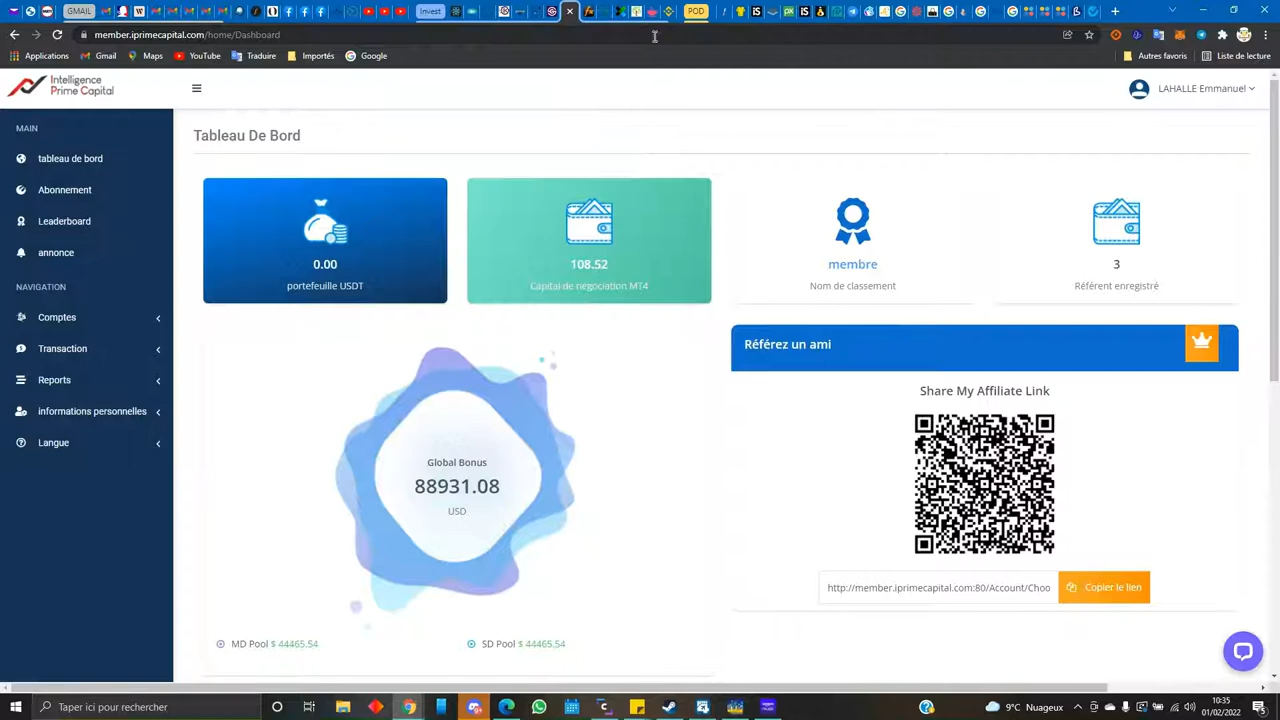 GMAIL
Invest
POD
member.iprimecapital.com/home/Dashboard
Applications
Gmail
Maps
YouTube
Traduire
Importés
Google
Autres favoris
Liste de lecture
Intelligence
Prime Capital
LAHALLE Emmanuel
MAIN
tableau de bord
Abonnement
Leaderboard
annonce
NAVIGATION
Comptes
Transaction
Reports
informations personnelles
Langue
Tableau De Bord
0.00
portefeuille USDT
108.52
Capital de négociation MT4
membre
Nom de classement
3
Référent enregistré
Référez un ami
Share My Affiliate Link
http://member.iprimecapital.com:80/Account/Choo
Copier le lien
Global Bonus
88931.08
USD
MD Pool $ 44465.54
SD Pool $ 44465.54
Taper ici pour rechercher
9°C Nuageux
10:35
01/02/2022